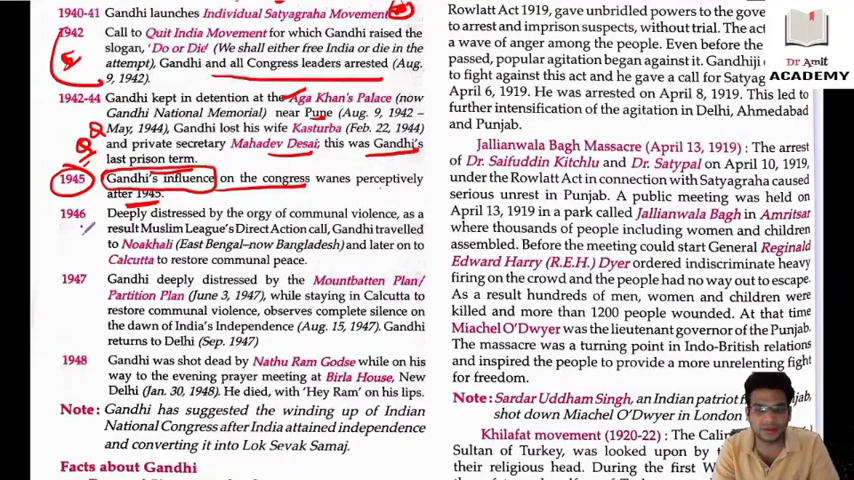 1940-41 Gandhi launches Individual Satyagraha Movement
1942 Call to Quit India Movement for which Gandhi raised the
slogan, 'Do or Die' (We shall either free India or die in the
attempt), Gandhi and all Congress leaders arrested (Aug.
9, 1942).
1942-44 Gandhi kept in detention at the Aga Khan's Palace (now
Gandhi National Memorial) near Pune (Aug. 9, 1942 –
May, 1944), Gandhi lost his wife Kasturba (Feb. 22, 1944)
and private secretary Mahadev Desai; this was Gandhi's
last prison term.
1945 Gandhi's influence on the congress wanes perceptively
after 1945.
1946 Deeply distressed by the orgy of communal violence, as a
result Muslim League's Direct Action call, Gandhi travelled
to Noakhali (East Bengal–now Bangladesh) and later on to
Calcutta to restore communal peace.
1947 Gandhi deeply distressed by the Mountbatten Plan/
Partition Plan (June 3, 1947), while staying in Calcutta to
restore communal violence, observes complete silence on
the dawn of India's Independence (Aug. 15, 1947). Gandhi
returns to Delhi (Sep. 1947)
1948 Gandhi was shot dead by Nathu Ram Godse while on his
way to the evening prayer meeting at Birla House, New
Delhi (Jan. 30, 1948). He died, with 'Hey Ram' on his lips.
Note: Gandhi has suggested the winding up of Indian
National Congress after India attained independence
and converting it into Lok Sevak Samaj.
Facts about Gandhi
Rowlatt Act 1919, gave unbridled powers to the
to arrest and imprison suspects, without trial. The act
a wave of anger among the people. Even before the
passed, popular agitation began against it. Gandhiji
to fight against this act and he gave a call for
April 6, 1919. He was arrested on April 8, 1919. This led to
further intensification of the agitation in Delhi, Ahmedabad
and Punjab.
Jallianwala Bagh Massacre (April 13, 1919) : The arrest
of Dr. Saifuddin Kitchlu and Dr. Satypal on April 10, 1919,
under the Rowlatt Act in connection with Satyagraha caused
serious unrest in Punjab. A public meeting was held on
April 13, 1919 in a park called Jallianwala Bagh in Amritsar
where thousands of people including women and children
assembled. Before the meeting could start General Reginald
Edward Harry (R.E.H.) Dyer ordered indiscriminate heavy
firing on the crowd and the people had no way out to escape.
As a result hundreds of men, women and children were
killed and more than 1200 people wounded. At that time
Miachel O'Dwyer was the lieutenant governor of the Punjab.
The massacre was a turning point in Indo-British relations
and inspired the people to provide a more unrelenting fight
for freedom.
Note : Sardar Uddham Singh, an Indian patriot
shot down Miachel O'Dwyer in London
Khilafat movement (1920-22) : The
Sultan of Turkey, was looked upon by
their religious head. During the first
Dr Amit
ACADEMY